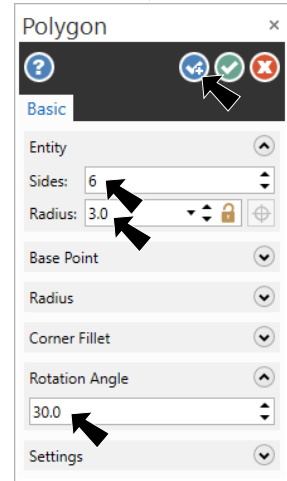 Polygon
Basic
Entity
Sides: 6
Radius: 3.0
Base Point
Radius
Corner Fillet
Rotation Angle
30.0
Settings